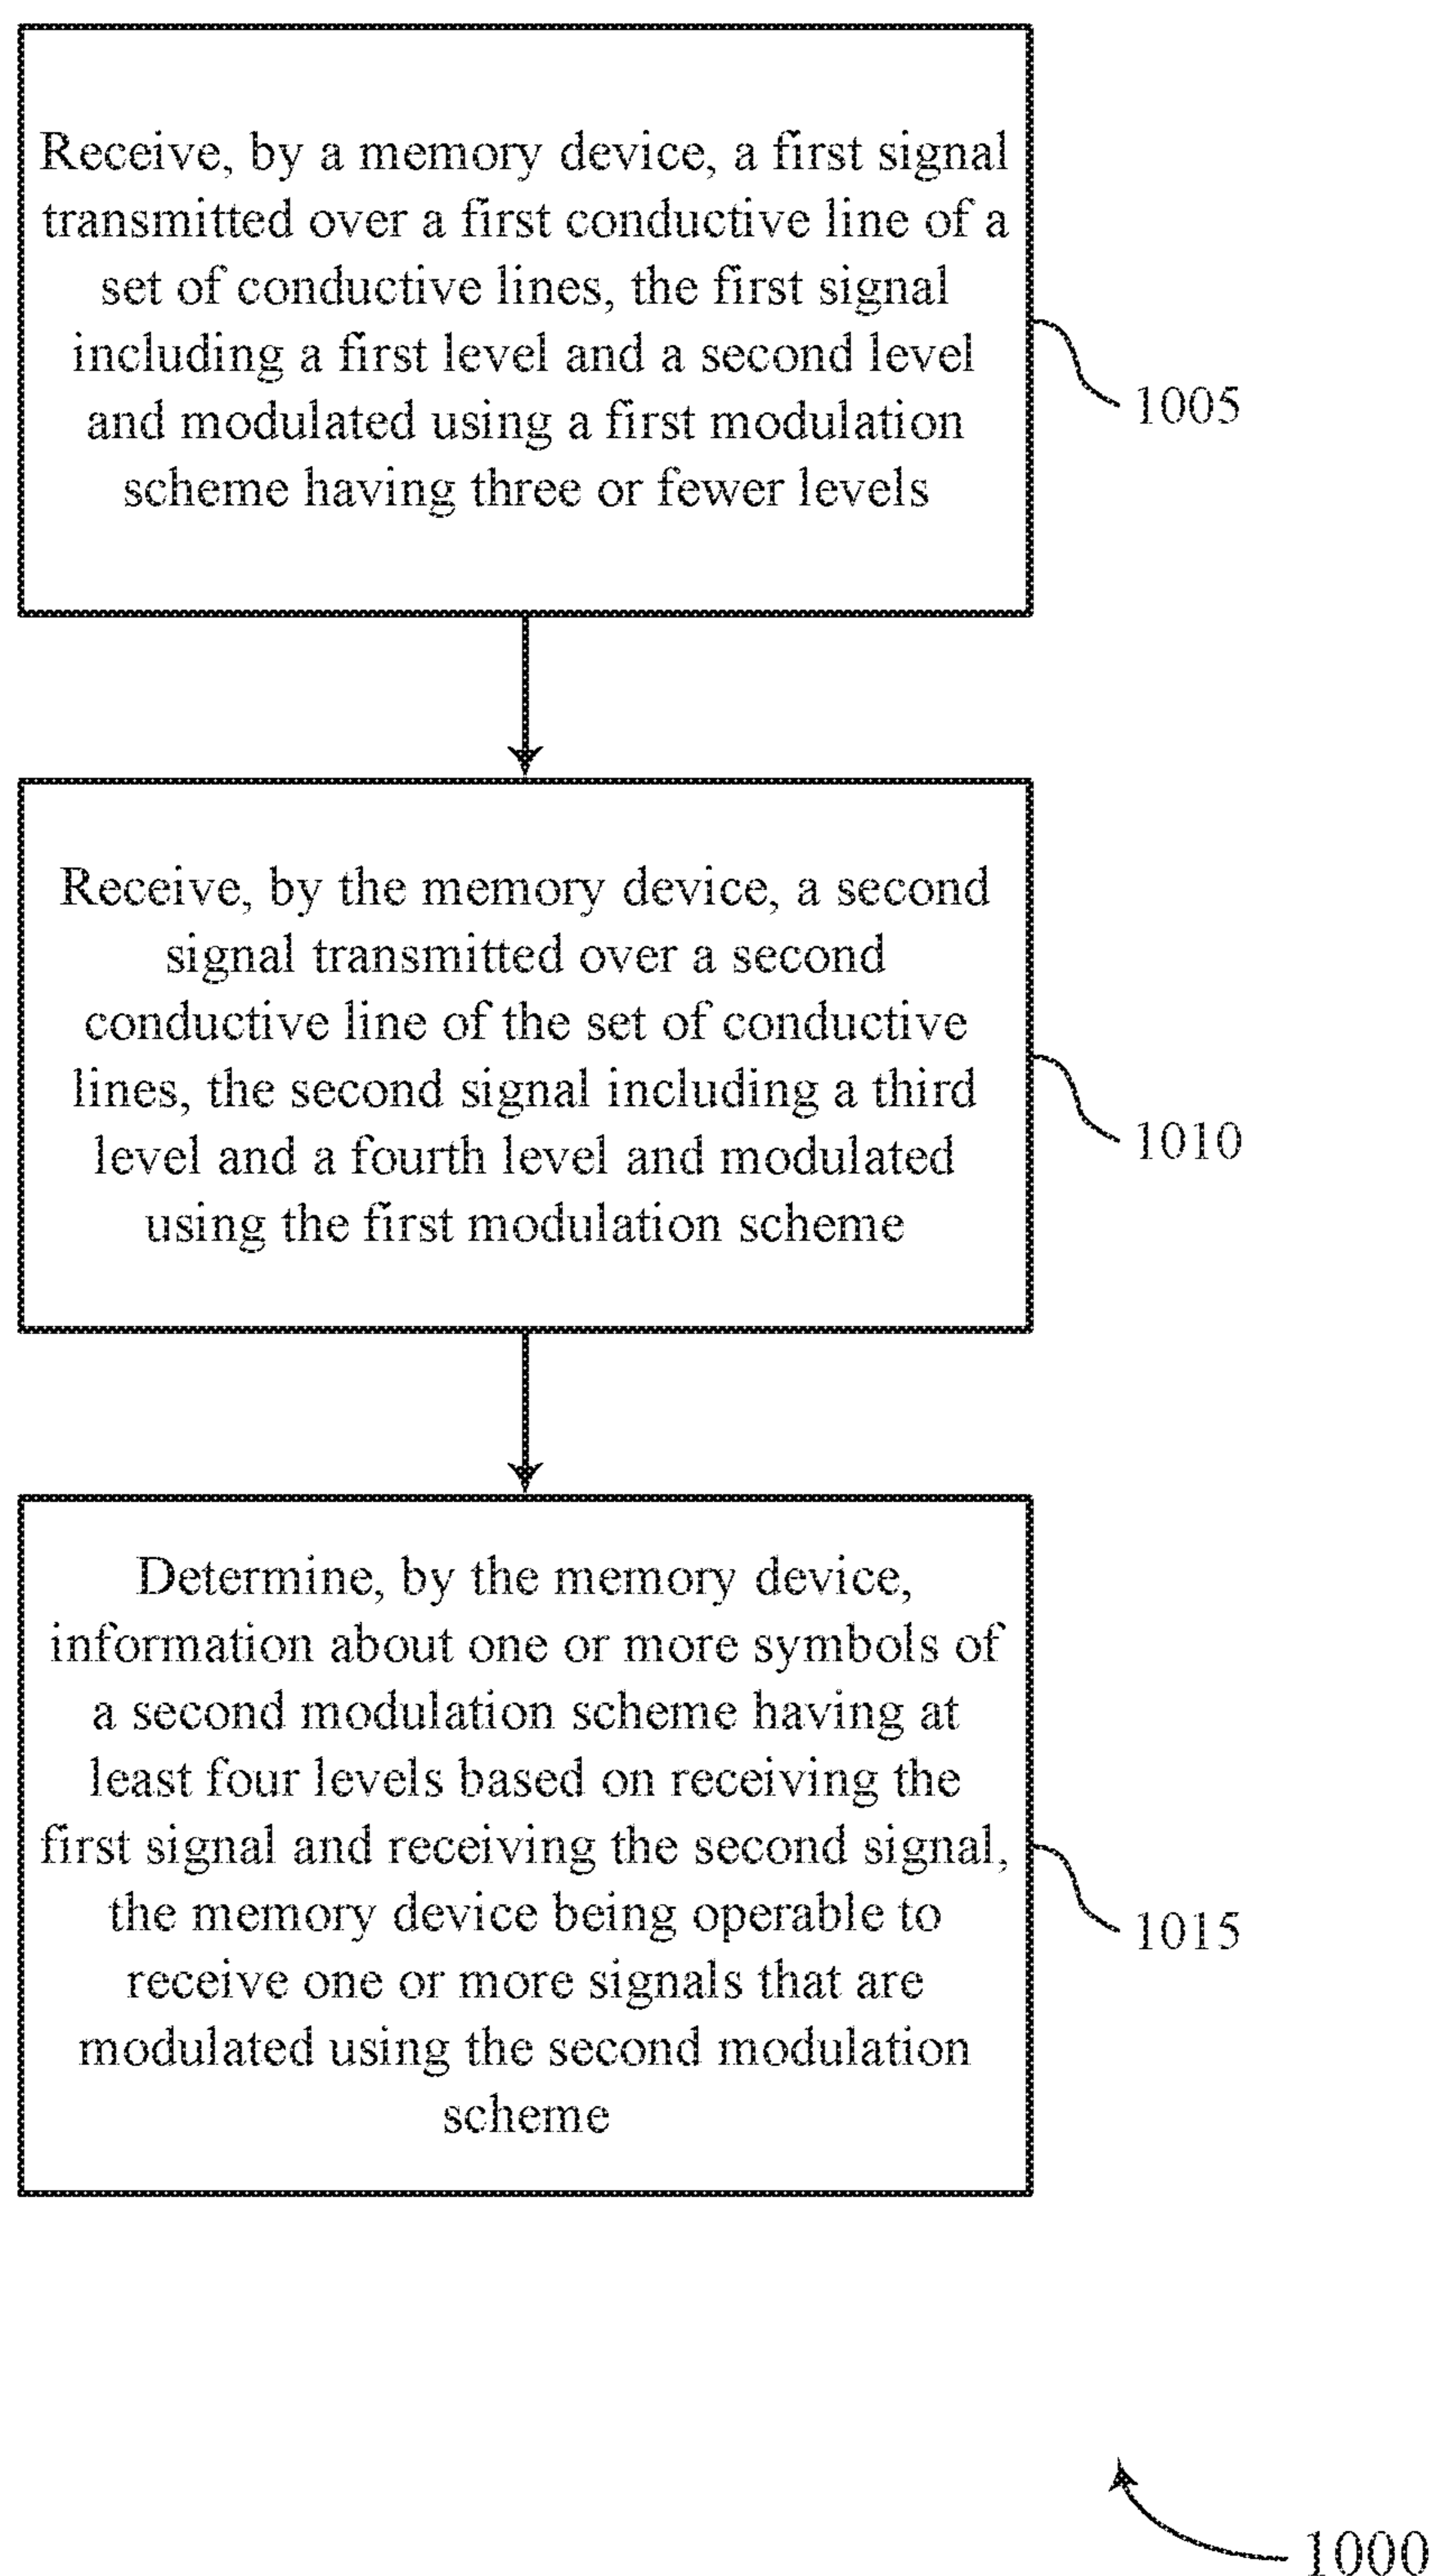 Receive, by a memory device, a first signal
transmitted over a first conductive line of a
set of conductive lines, the first signal
including a first level and a second level
and modulated using a first modulation
scheme having three or fewer levels
1005
Receive, by the memory device, a second
signal transmitted over a second
conductive line of the set of conductive
lines, the second signal including a third
level and a fourth level and modulated
using the first modulation scheme
1010
Determine, by the memory device,
information about one or more symbols of
a second modulation scheme having at
least four levels based on receiving the
first signal and receiving the second signal,
the memory device being operable to
receive one or more signals that are
modulated using the second modulation
scheme
1015
1000